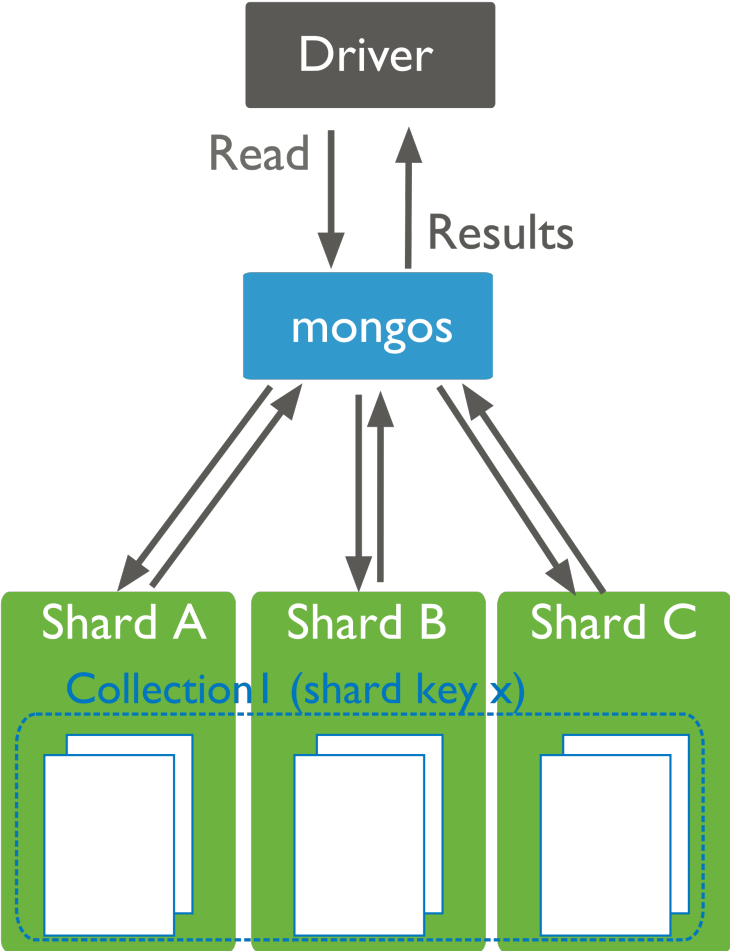 Driver
Read
Results
mongos
Shard A
Shard B
Shard C
Collection1 (shard key x)